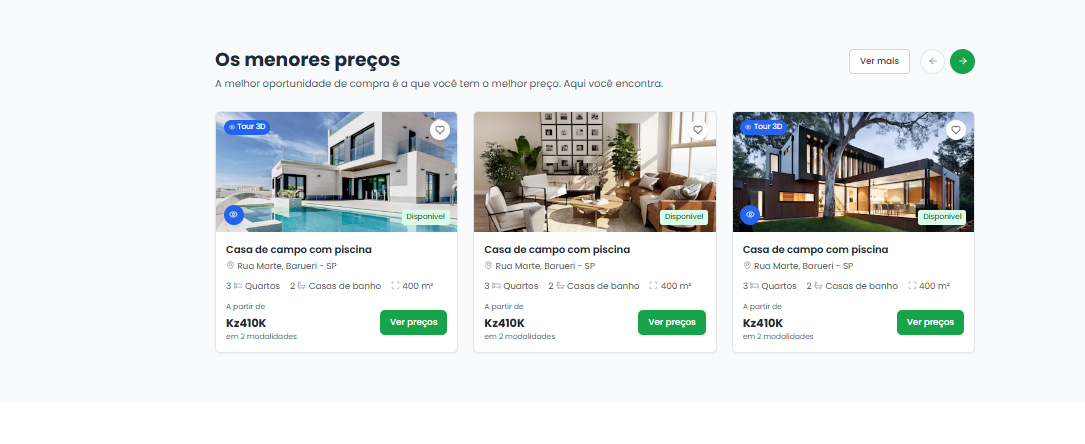 Os menores preços
A melhor oportunidade de compra é a que você tem o melhor preço. Aqui você encontra.
Ver mais
Tour 3D
Disponível
Casa de campo com piscina
Rua Marte, Barueri - SP
3 Quartos 2 Casas de banho 400 m²
A partir de
Kz410K
em 2 modalidades
Ver preços
Disponível
Casa de campo com piscina
Rua Marte, Barueri - SP
3 Quartos 2 Casas de banho 400 m²
A partir de
Kz410K
em 2 modalidades
Ver preços
Tour 3D
Disponível
Casa de campo com piscina
Rua Marte, Barueri - SP
3 Quartos 2 Casas de banho 400 m²
A partir de
Kz410K
em 2 modalidades
Ver preços